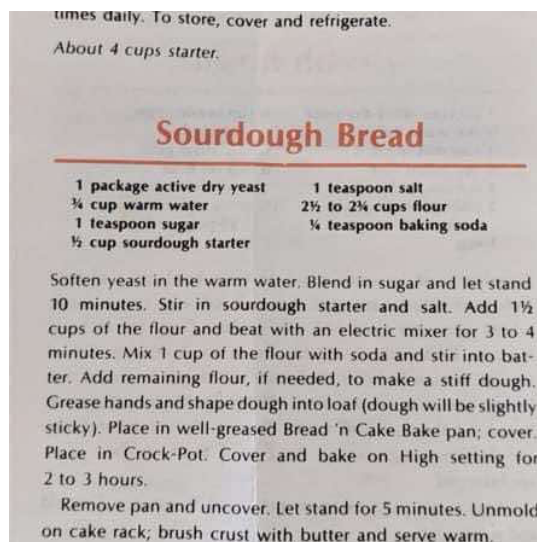 times daily. To store, cover and refrigerate.
About 4 cups starter.
Sourdough Bread
1 package active dry yeast
¾ cup warm water
1 teaspoon sugar
½ cup sourdough starter
1 teaspoon salt
2½ to 2¾ cups flour
¼ teaspoon baking soda
Soften yeast in the warm water. Blend in sugar and let stand
10 minutes. Stir in sourdough starter and salt. Add 1½
cups of the flour and beat with an electric mixer for 3 to 4
minutes. Mix 1 cup of the flour with soda and stir into bat-
ter. Add remaining flour, if needed, to make a stiff dough.
Grease hands and shape dough into loaf (dough will be slightly
sticky). Place in well-greased Bread 'n Cake Bake pan; cover.
Place in Crock-Pot. Cover and bake on High setting for
2 to 3 hours.
Remove pan and uncover. Let stand for 5 minutes. Unmold
on cake rack; brush crust with butter and serve warm.